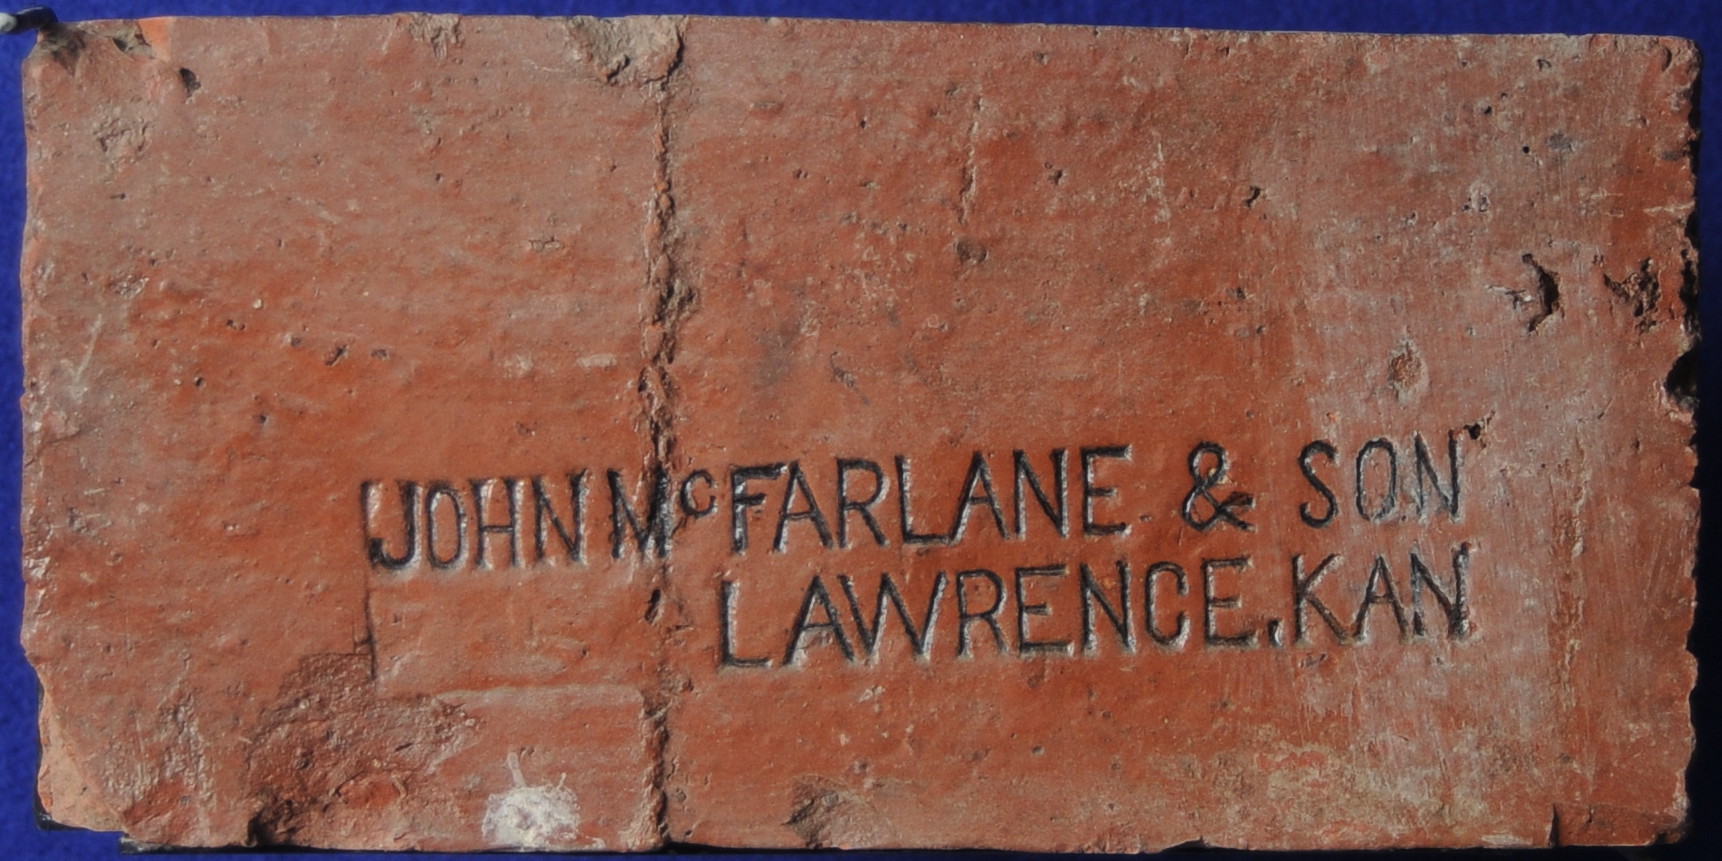 JOHN McFARLANE & SON
LAWRENCE, KAN